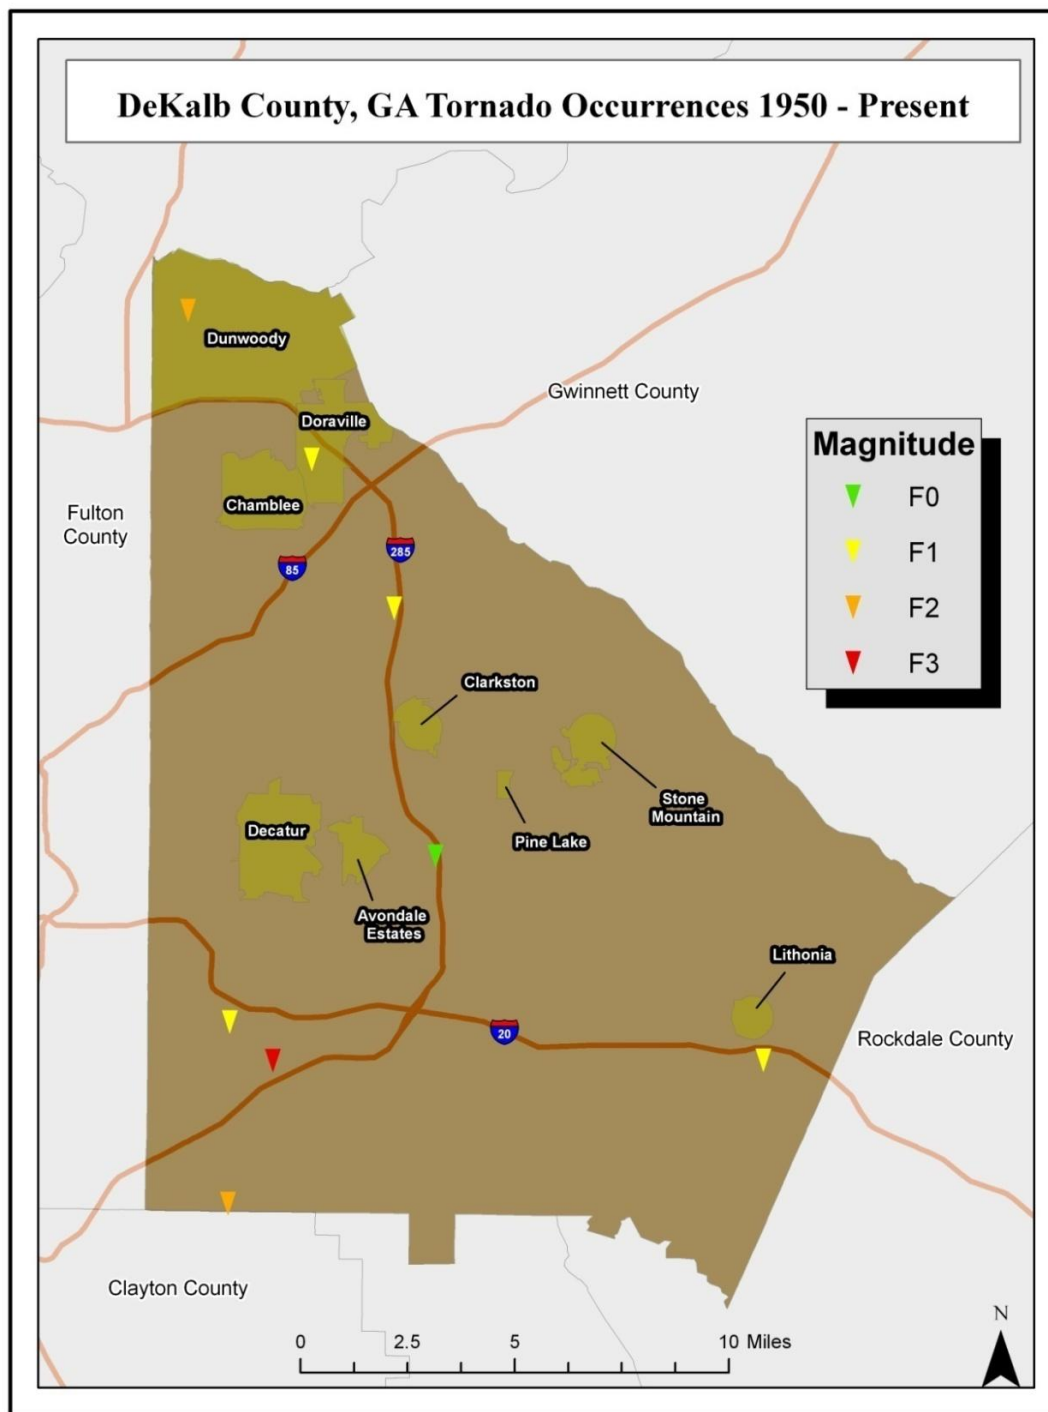 DeKalb County, GA Tornado Occurrences 1950 - Present
Dunwoody
Gwinnett County
Doraville
Magnitude
F0
F1
F2
F3
Chamblee
Fulton
County
285
85
Clarkston
Stone
Mountain
Pine Lake
Decatur
Avondale
Estates
Lithonia
20
Rockdale County
Clayton County
N
0 2.5 5 10 Miles